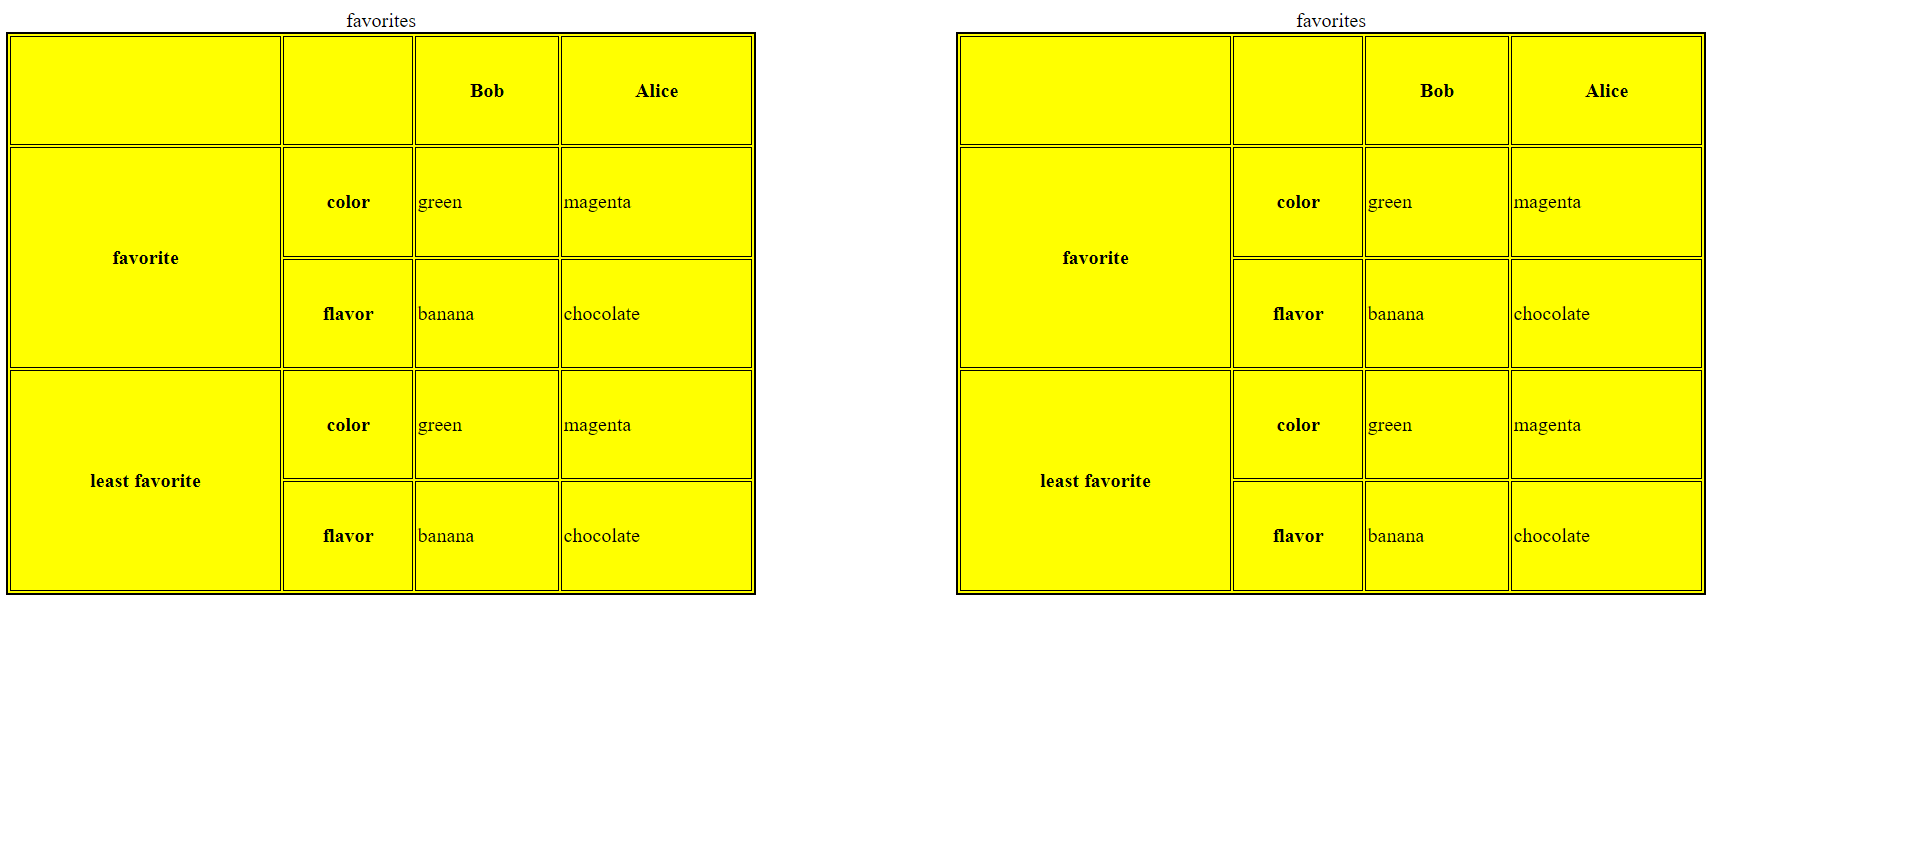 favorites
Bob Alice
color green magenta
favorite
flavor banana chocolate
color green magenta
least favorite
flavor banana chocolate
favorites
Bob Alice
color green magenta
favorite
flavor banana chocolate
color green magenta
least favorite
flavor banana chocolate